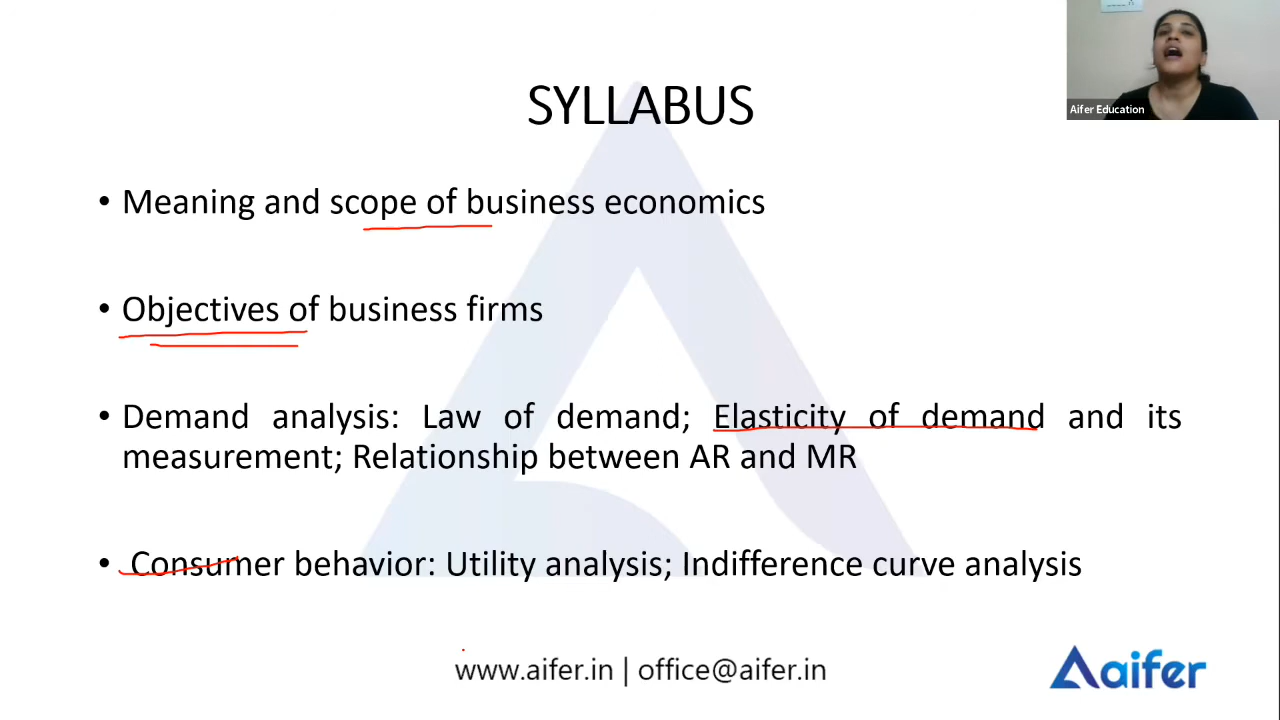 Aifer Education
SYLLABUS
• Meaning and scope of business economics
• Objectives of business firms
• Demand analysis: Law of demand; Elasticity of demand and its
measurement; Relationship between AR and MR
• Consumer behavior: Utility analysis; Indifference curve analysis
www.aifer.in | office@aifer.in
aifer